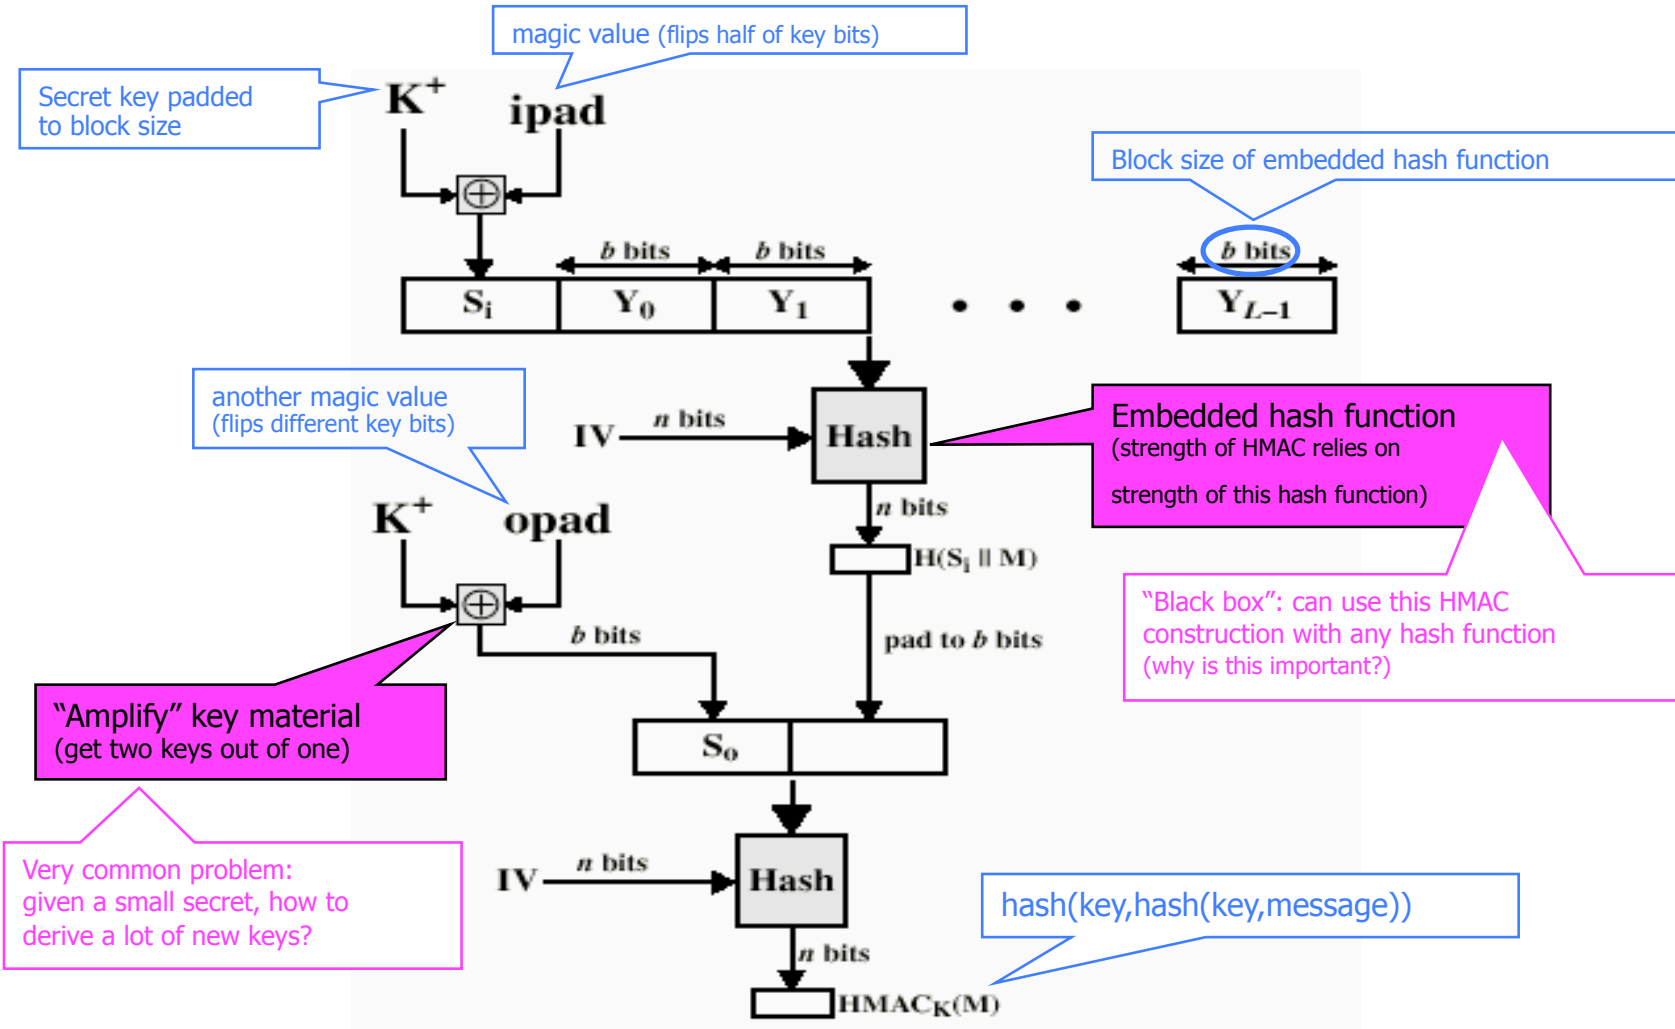 magic value (flips half of key bits)
Secret key padded
to block size
K+
ipad
Block size of embedded hash function
b bits
b bits
b bits
Si
Y0
Y1
• • •
YL–1
another magic value
(flips different key bits)
IV
n bits
Hash
Embedded hash function
(strength of HMAC relies on
strength of this hash function)
n bits
K+
opad
H(Si || M)
“Black box”: can use this HMAC
construction with any hash function
(why is this important?)
b bits
pad to b bits
“Amplify” key material
(get two keys out of one)
So
Very common problem:
given a small secret, how to
derive a lot of new keys?
IV
n bits
Hash
hash(key,hash(key,message))
n bits
HMACK(M)